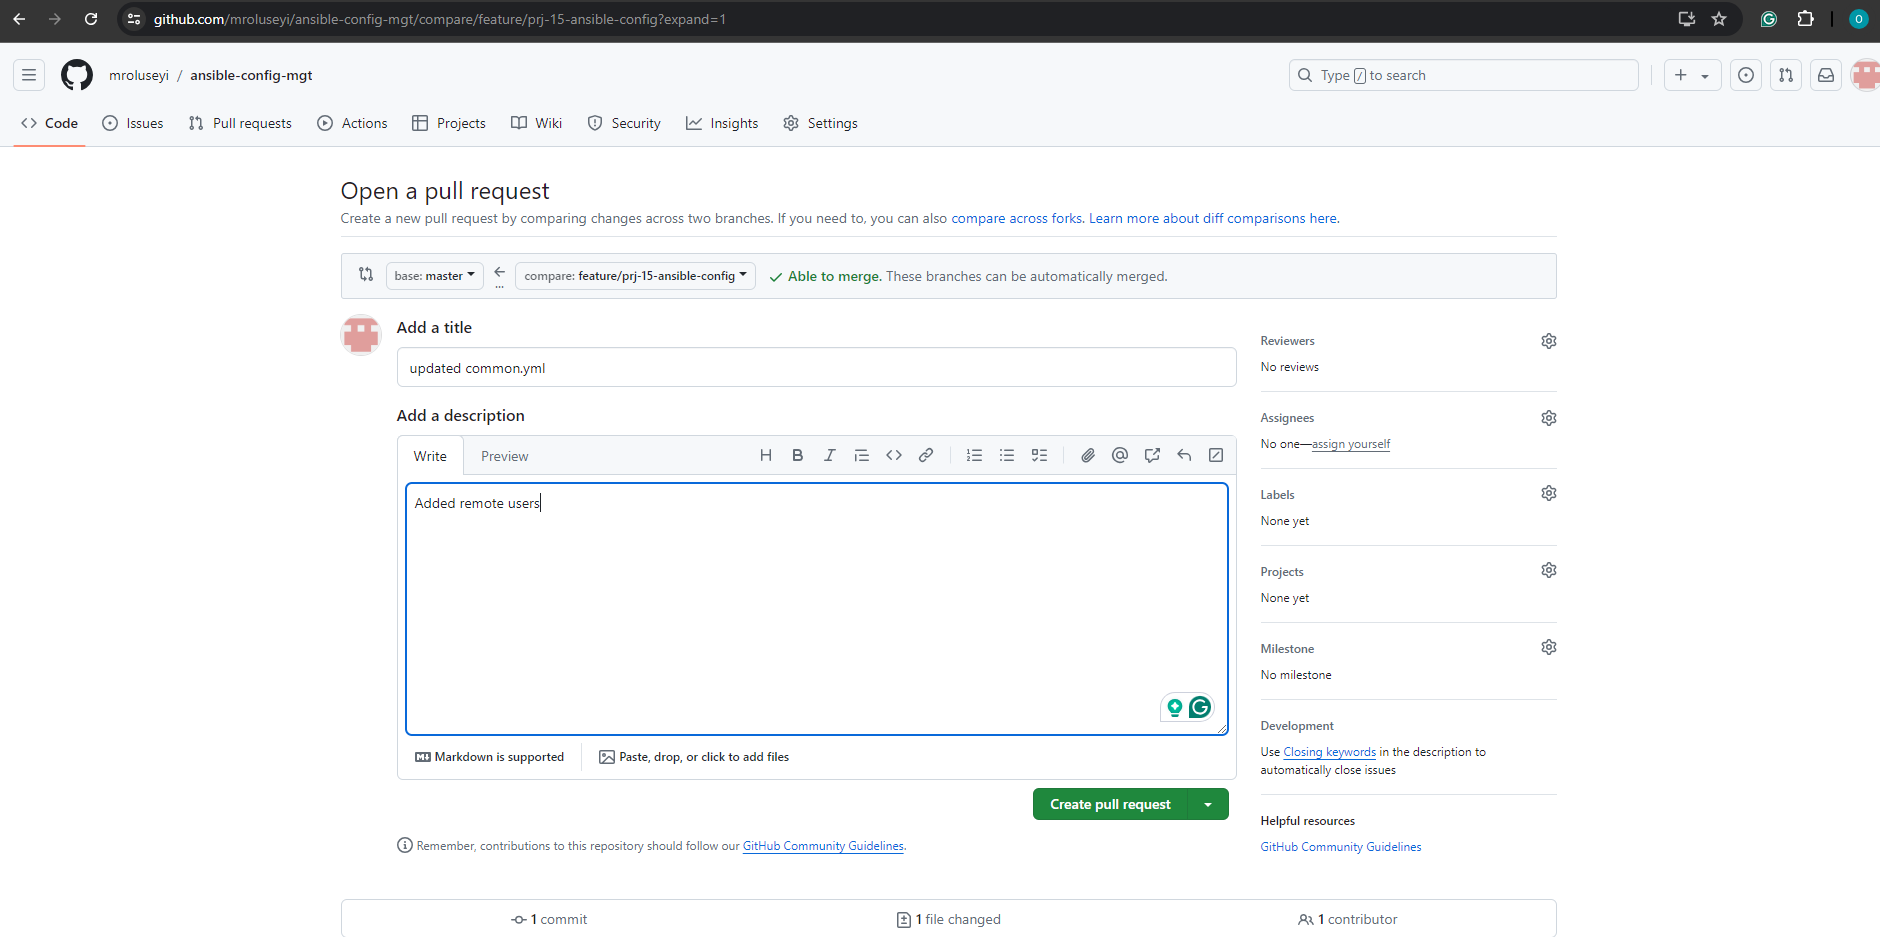 github.com/mroluseyi/ansible-config-mgt/compare/feature/prj-15-ansible-config?expand=1
O
mroluseyi / ansible-config-mgt
Type / to search
Code Issues Pull requests Actions Projects Wiki Security Insights Settings
Open a pull request
Create a new pull request by comparing changes across two branches. If you need to, you can also compare across forks. Learn more about diff comparisons here.
base: master ... compare: feature/prj-15-ansible-config Able to merge. These branches can be automatically merged.
Add a title
updated common.yml
Add a description
Write Preview
Added remote users
Markdown is supported Paste, drop, or click to add files
Create pull request
Remember, contributions to this repository should follow our GitHub Community Guidelines.
Reviewers
No reviews
Assignees
No one—assign yourself
Labels
None yet
Projects
None yet
Milestone
No milestone
Development
Use Closing keywords in the description to
automatically close issues
Helpful resources
GitHub Community Guidelines
1 commit 1 file changed 1 contributor